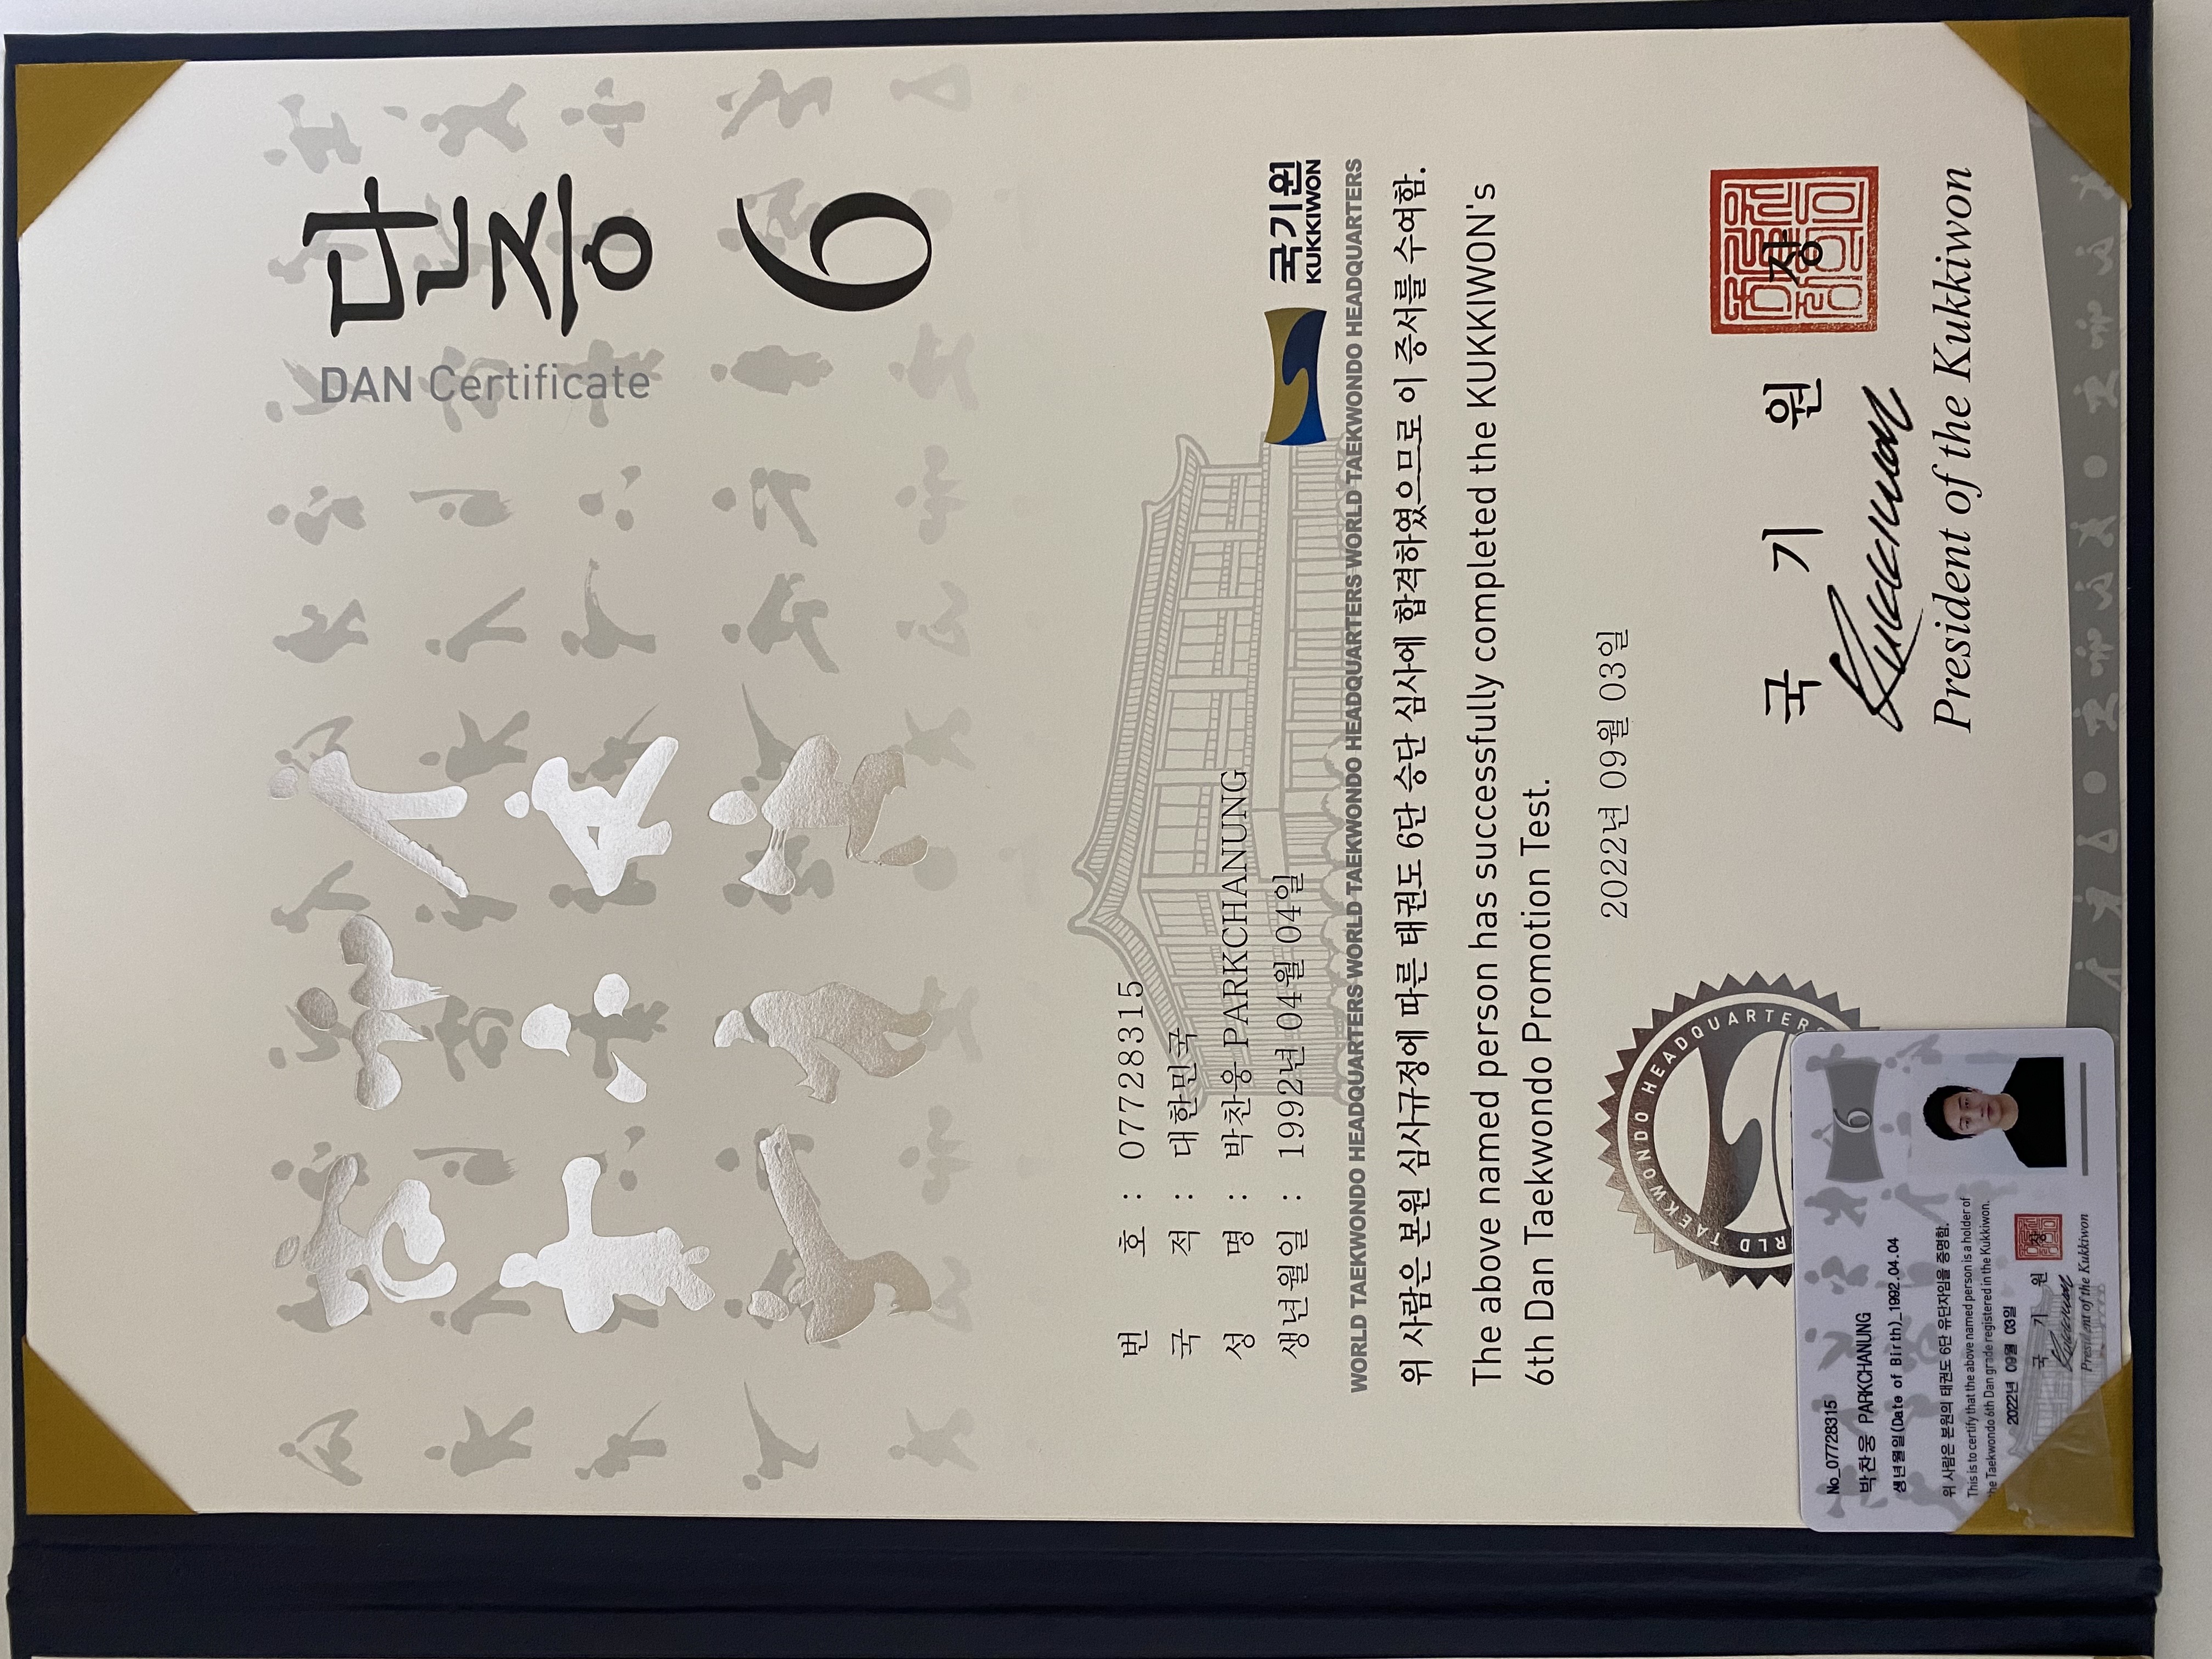 단증
DAN Certificate
6
번 호 : 07728315
국 적 : 대한민국
성 명 : 박찬웅 PARKCHANUNG
생년월일 : 1992년 04월 04일
국기원
KUKKIWON
WORLD TAEKWONDO HEADQUARTERS WORLD TAEKWONDO HEADQUARTERS WORLD TAEKWONDO HEADQUARTERS WORLD TAEKWONDO HEADQUARTERS
위 사람은 본원 심사규정에 따른 태권도 6단 승단 심사에 합격하였으므로 이 증서를 수여함.
The above named person has successfully completed the KUKKIWON's
6th Dan Taekwondo Promotion Test.
2022년 09월 03일
RLD TAEKWONDO HEADQUARTERS
국 기 원 장
Kukkiwon
President of the Kukkiwon
6
No_07728315
박찬웅 PARKCHANUNG
생년월일(Date of Birth)_1992.04.04
위 사람은 본원의 태권도 6단 유단자임을 증명함.
This is to certify that the above named person is a holder of
the Taekwondo 6th Dan grade registered in the Kukkiwon.
2022년 09월 03일
국 기 원 장
President of the Kukkiwon